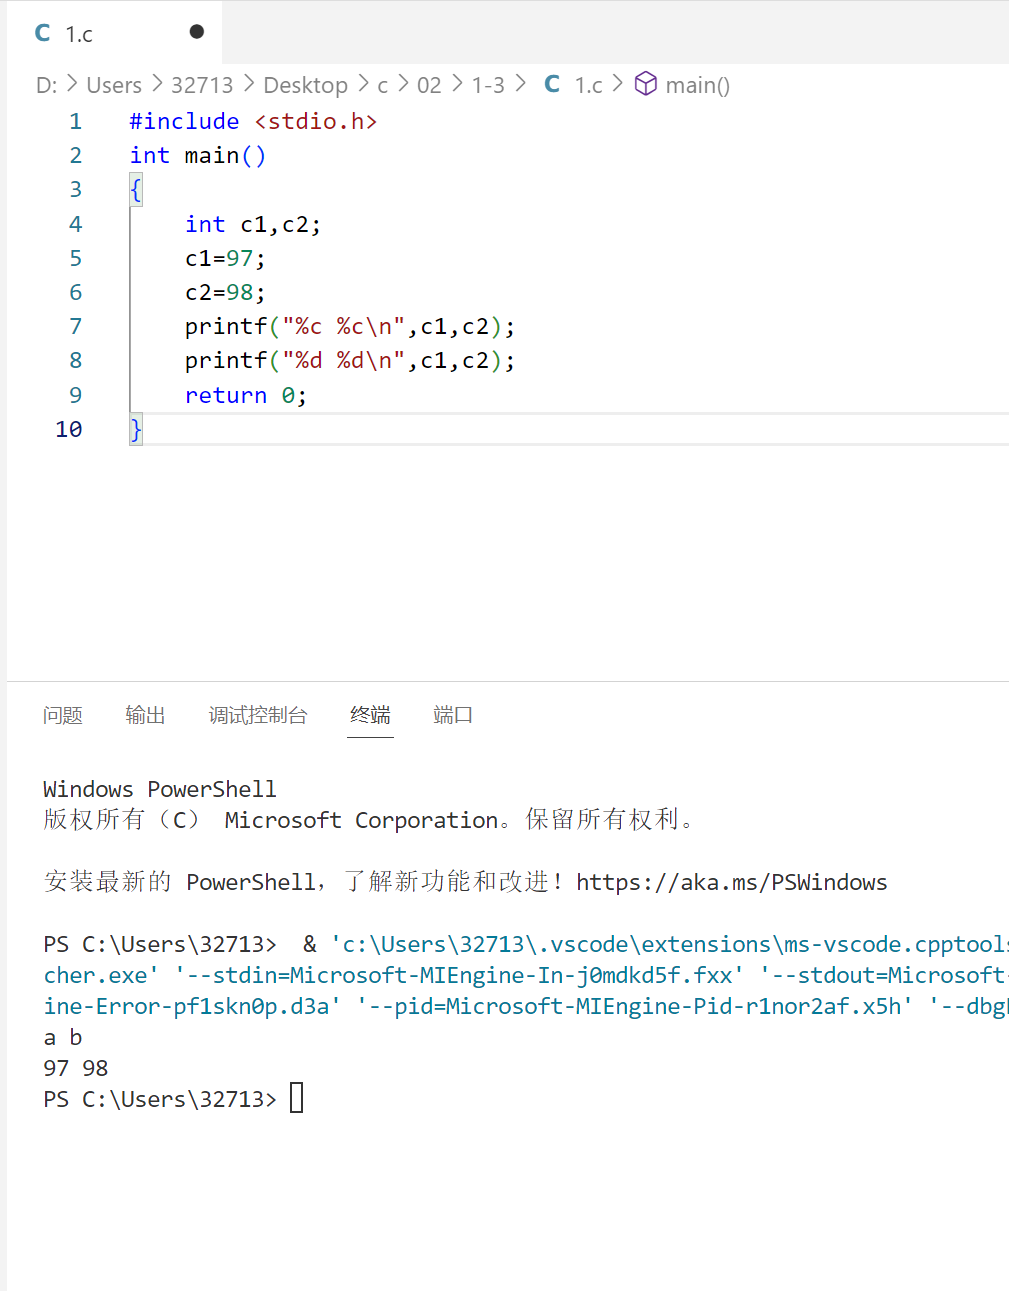 C 1.c
D: > Users > 32713 > Desktop > c > 02 > 1-3 > C 1.c > main()
1 #include <stdio.h>
2 int main()
3 {
4     int c1,c2;
5     c1=97;
6     c2=98;
7     printf("%c %c\n",c1,c2);
8     printf("%d %d\n",c1,c2);
9     return 0;
10 }
问题 输出 调试控制台 终端 端口
Windows PowerShell
版权所有（C） Microsoft Corporation。保留所有权利。
安装最新的 PowerShell，了解新功能和改进！https://aka.ms/PSWindows
PS C:\Users\32713>  & 'c:\Users\32713\.vscode\extensions\ms-vscode.cpptools
cher.exe' '--stdin=Microsoft-MIEngine-In-j0mdkd5f.fxx' '--stdout=Microsoft-
ine-Error-pf1skn0p.d3a' '--pid=Microsoft-MIEngine-Pid-r1nor2af.x5h' '--dbg
a b
97 98
PS C:\Users\32713>